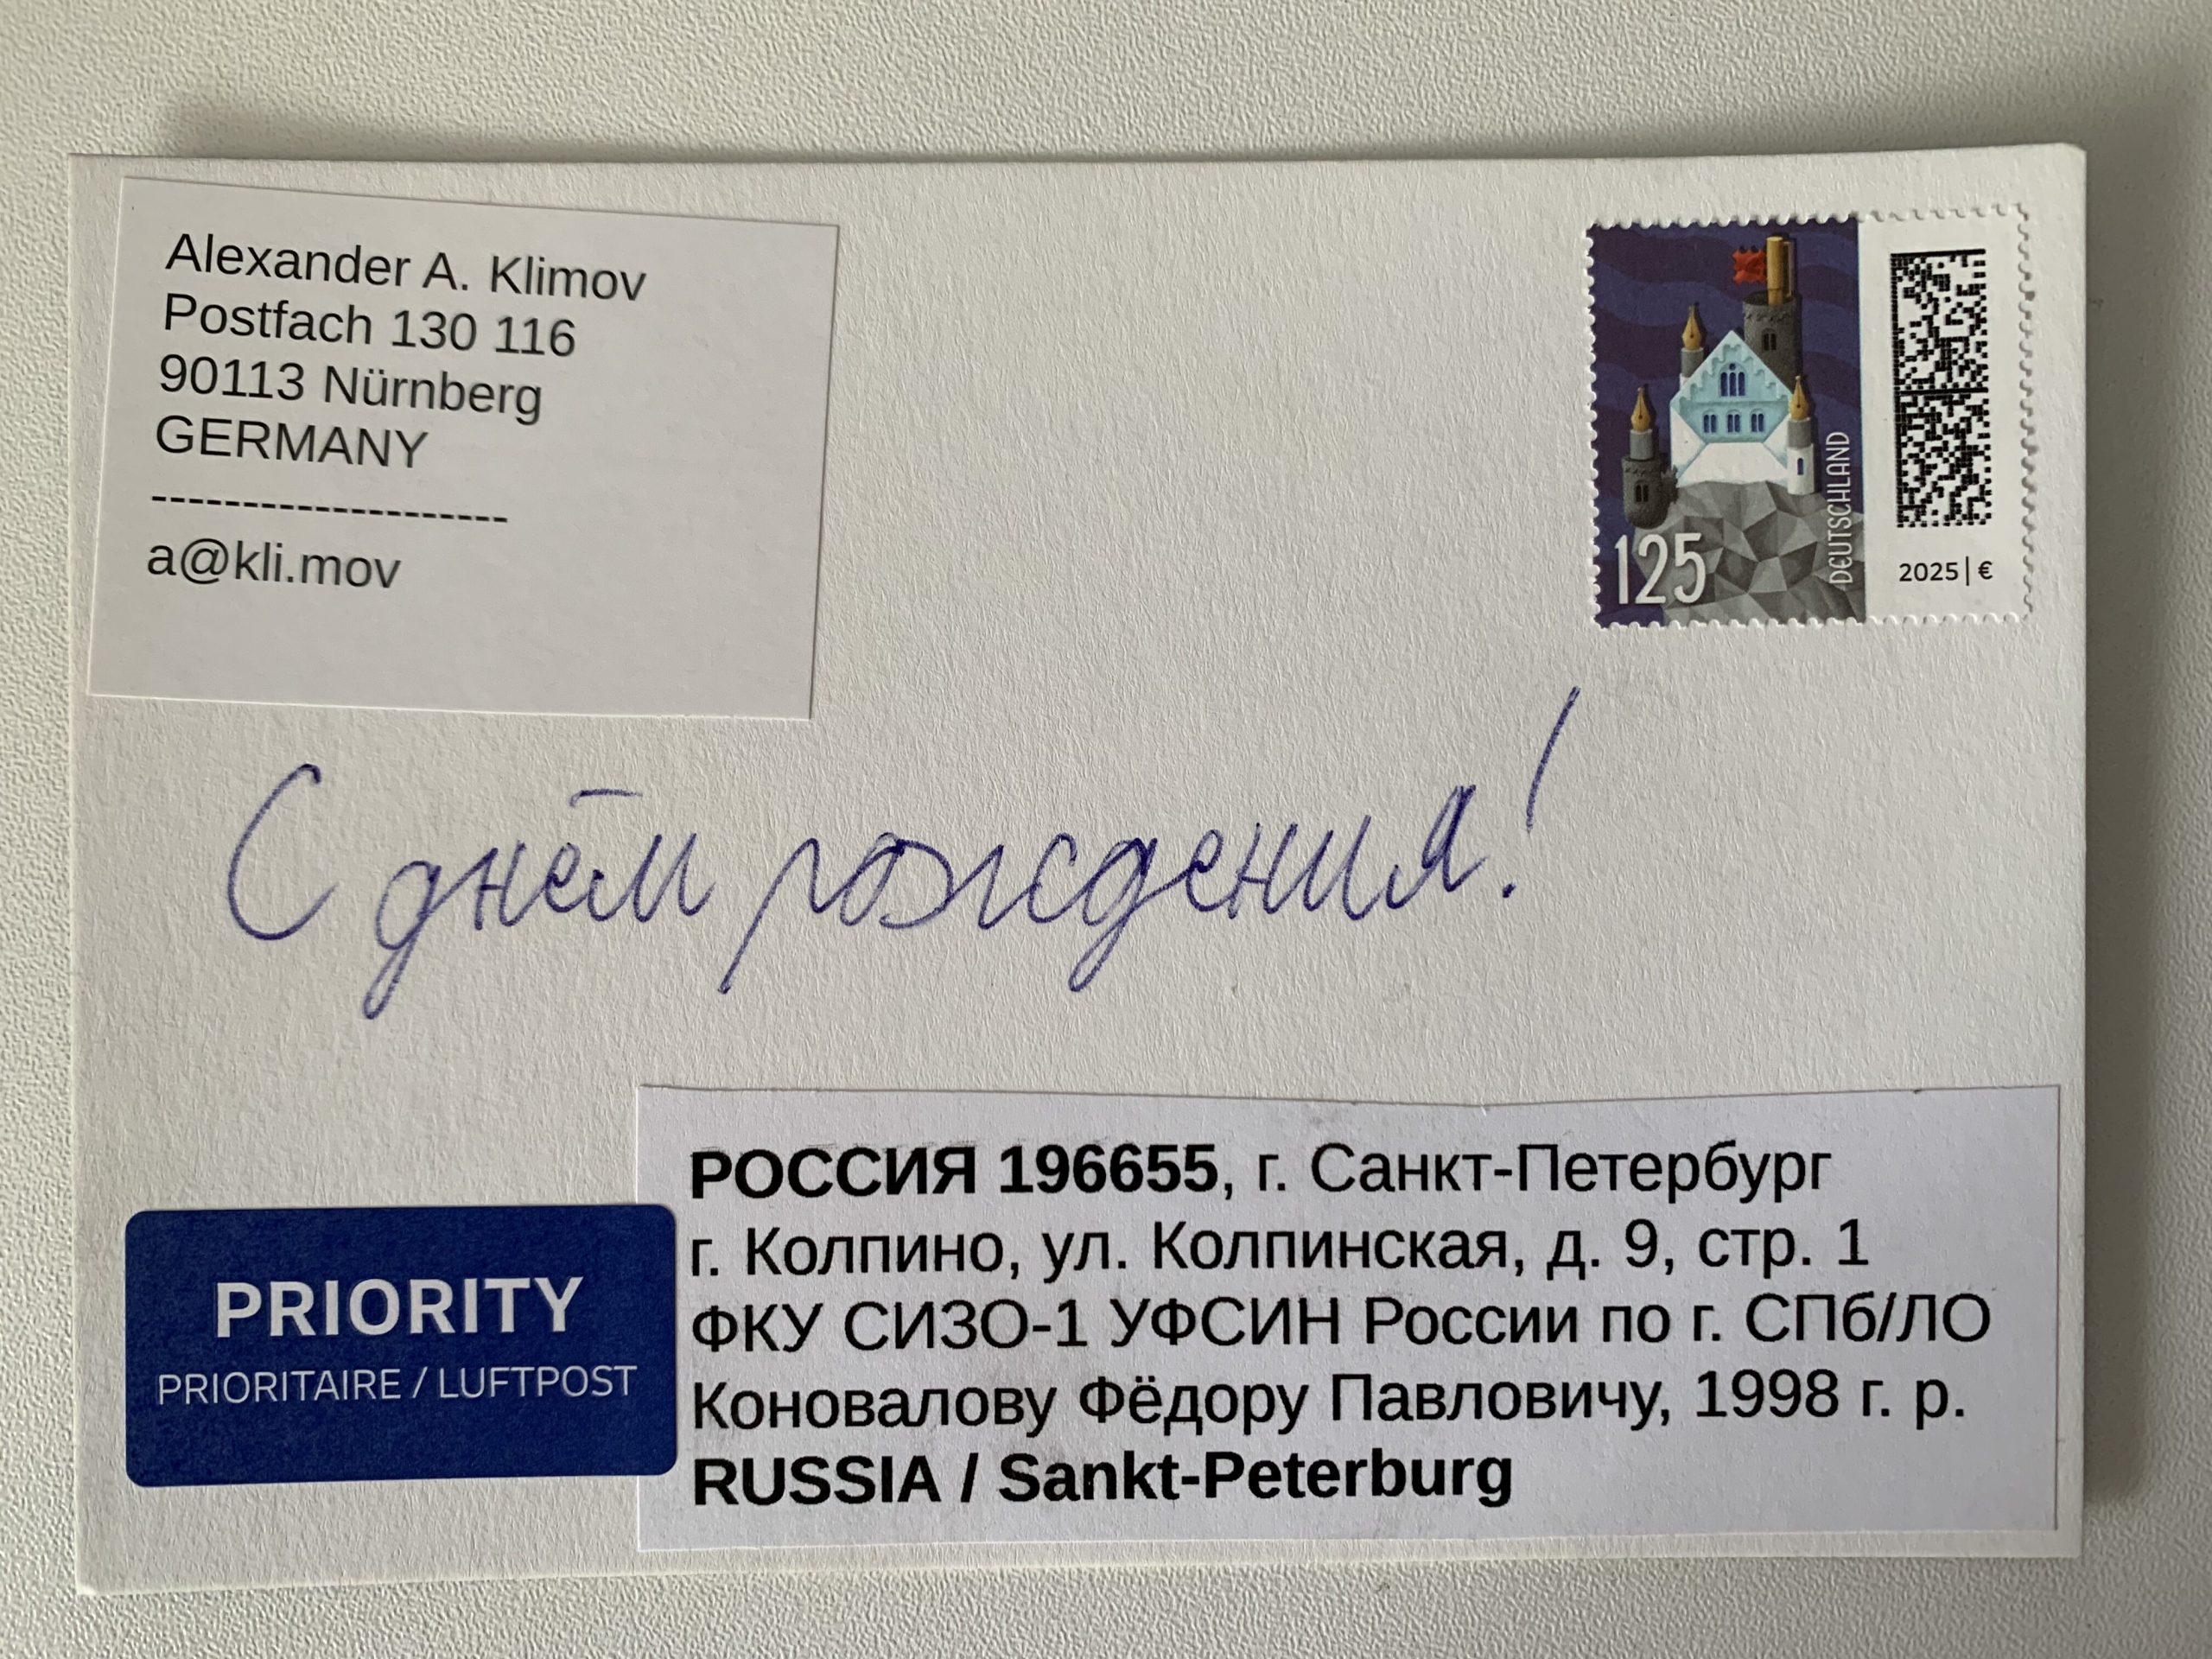 Alexander A. Klimov
Postfach 130 116
90113 Nürnberg
GERMANY
--------------------
a@kli.mov
125
DEUTSCHLAND
2025 | €
С днём рождения!
PRIORITY
PRIORITAIRE / LUFTPOST
РОССИЯ 196655, г. Санкт-Петербург
г. Колпино, ул. Колпинская, д. 9, стр. 1
ФКУ СИЗО-1 УФСИН России по г. СПб/ЛО
Коновалову Фёдору Павловичу, 1998 г. р.
RUSSIA / Sankt-Peterburg